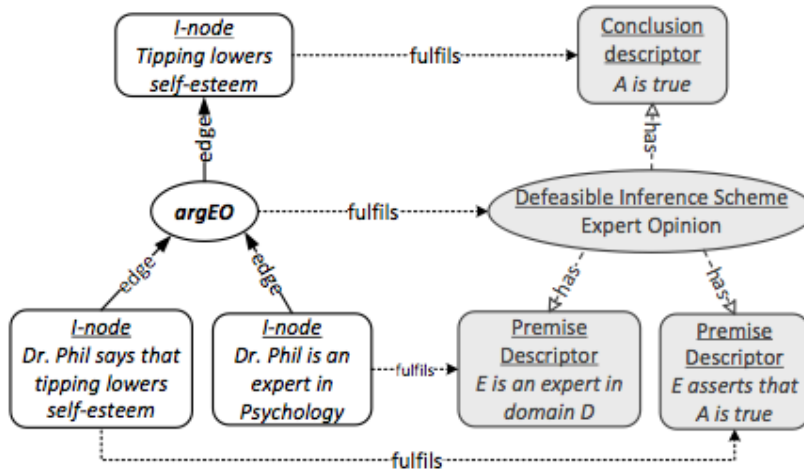 I-node
Tipping lowers
self-esteem
fulfils
Conclusion
descriptor
A is true
edge
has
argEO
fulfils
Defeasible Inference Scheme
Expert Opinion
edge
edge
has
has
I-node
Dr. Phil says that
tipping lowers
self-esteem
I-node
Dr. Phil is an
expert in
Psychology
fulfils
Premise
Descriptor
E is an expert in
domain D
Premise
Descriptor
E asserts that
A is true
fulfils